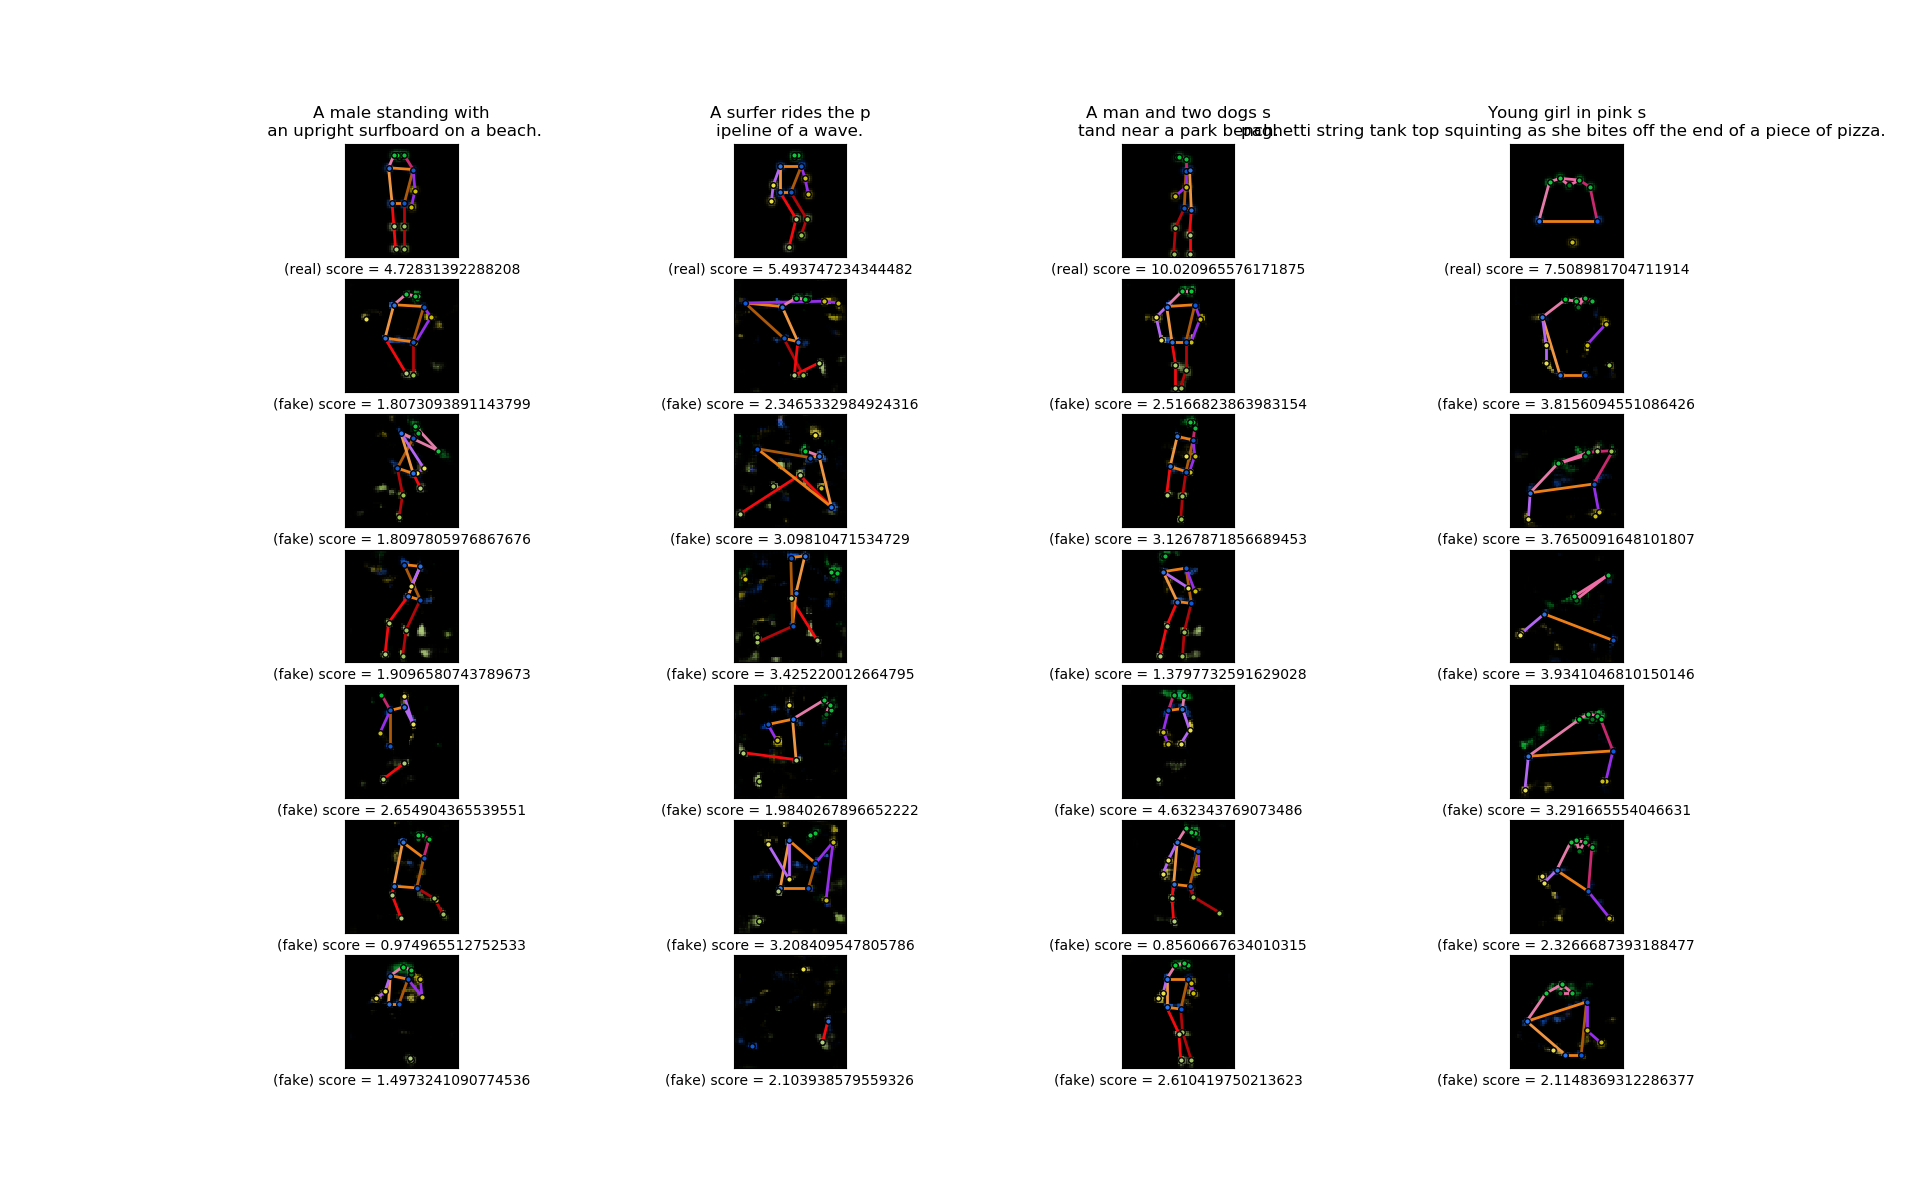 A male standing with
an upright surfboard on a beach.
A surfer rides the p
ipeline of a wave.
A man and two dogs s
tand near a park bench.
Young girl in pink s
paghetti string tank top squinting as she bites off the end of a piece of pizza.
(real) score = 4.72831392288208
(real) score = 5.493747234344482
(real) score = 10.020965576171875
(real) score = 7.508981704711914
(fake) score = 1.8073093891143799
(fake) score = 2.3465332984924316
(fake) score = 2.5166823863983154
(fake) score = 3.8156094551086426
(fake) score = 1.8097805976867676
(fake) score = 3.09810471534729
(fake) score = 3.1267871856689453
(fake) score = 3.7650091648101807
(fake) score = 1.9096580743789673
(fake) score = 3.425220012664795
(fake) score = 1.3797732591629028
(fake) score = 3.9341046810150146
(fake) score = 2.654904365539551
(fake) score = 1.9840267896652222
(fake) score = 4.632343769073486
(fake) score = 3.291665554046631
(fake) score = 0.974965512752533
(fake) score = 3.208409547805786
(fake) score = 0.8560667634010315
(fake) score = 2.3266687393188477
(fake) score = 1.4973241090774536
(fake) score = 2.103938579559326
(fake) score = 2.610419750213623
(fake) score = 2.1148369312286377